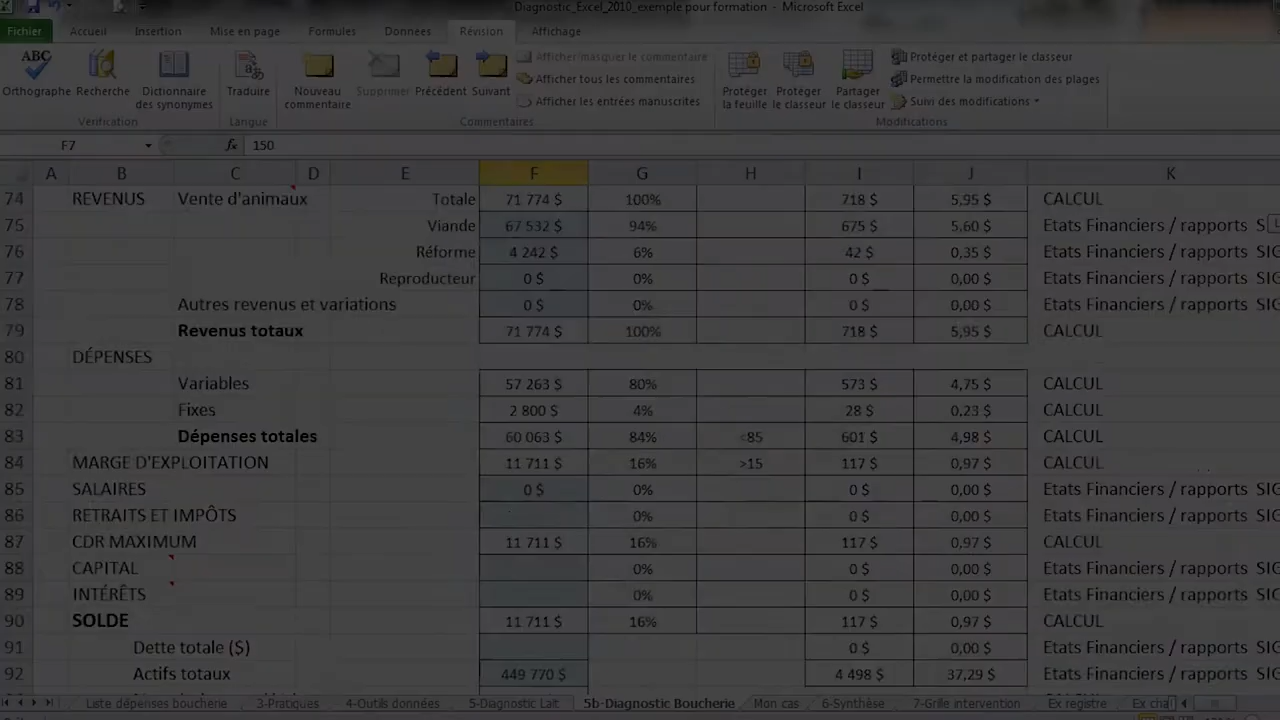 Diagnostic_Excel_2010_exemple pour formation - Microsoft Excel
Fichier Accueil Insertion Mise en page Formules Données Révision Affichage
ABC Orthographe Recherche Dictionnaire des synonymes Traduire Nouveau commentaire Supprimer Précédent Suivant
Afficher/masquer le commentaire
Afficher tous les commentaires
Afficher les entrées manuscrites
Protéger la feuille Protéger le classeur Partager le classeur
Protéger et partager le classeur
Permettre la modification des plages
Suivi des modifications
Vérification Langue Commentaires Modifications
F7 fx 150
A B C D E F G H I J K
74 REVENUS Vente d'animaux Totale 71 774 $ 100% 718 $ 5,95 $ CALCUL
75 Viande 67 532 $ 94% 675 $ 5,60 $ Etats Financiers / rapports
76 Réforme 4 242 $ 6% 42 $ 0,35 $ Etats Financiers / rapports
77 Reproducteur 0 $ 0% 0 $ 0,00 $ Etats Financiers / rapports
78 Autres revenus et variations 0 $ 0% 0 $ 0,00 $ Etats Financiers / rapports
79 Revenus totaux 71 774 $ 100% 718 $ 5,95 $ CALCUL
80 DÉPENSES
81 Variables 57 263 $ 80% 573 $ 4,75 $ CALCUL
82 Fixes 2 800 $ 4% 28 $ 0,23 $ CALCUL
83 Dépenses totales 60 063 $ 84% <85 601 $ 4,98 $ CALCUL
84 MARGE D'EXPLOITATION 11 711 $ 16% >15 117 $ 0,97 $ CALCUL
85 SALAIRES 0 $ 0% 0 $ 0,00 $ Etats Financiers / rapports
86 RETRAITS ET IMPÔTS 0% 0 $ 0,00 $ Etats Financiers / rapports
87 CDR MAXIMUM 11 711 $ 16% 117 $ 0,97 $ CALCUL
88 CAPITAL 0% 0 $ 0,00 $ Etats Financiers / rapports
89 INTÉRÊTS 0% 0 $ 0,00 $ Etats Financiers / rapports
90 SOLDE 11 711 $ 16% 117 $ 0,97 $ CALCUL
91 Dette totale ($) 0 $ 0,00 $ Etats Financiers / rapports
92 Actifs totaux 449 770 $ 4 498 $ 37,29 $ Etats Financiers / rapports
Liste dépenses boucherie 3-Pratiques 4-Outils données 5-Diagnostic Lait 5b-Diagnostic Boucherie Mon cas 6-Synthèse 7-Grille intervention Ex registre Ex